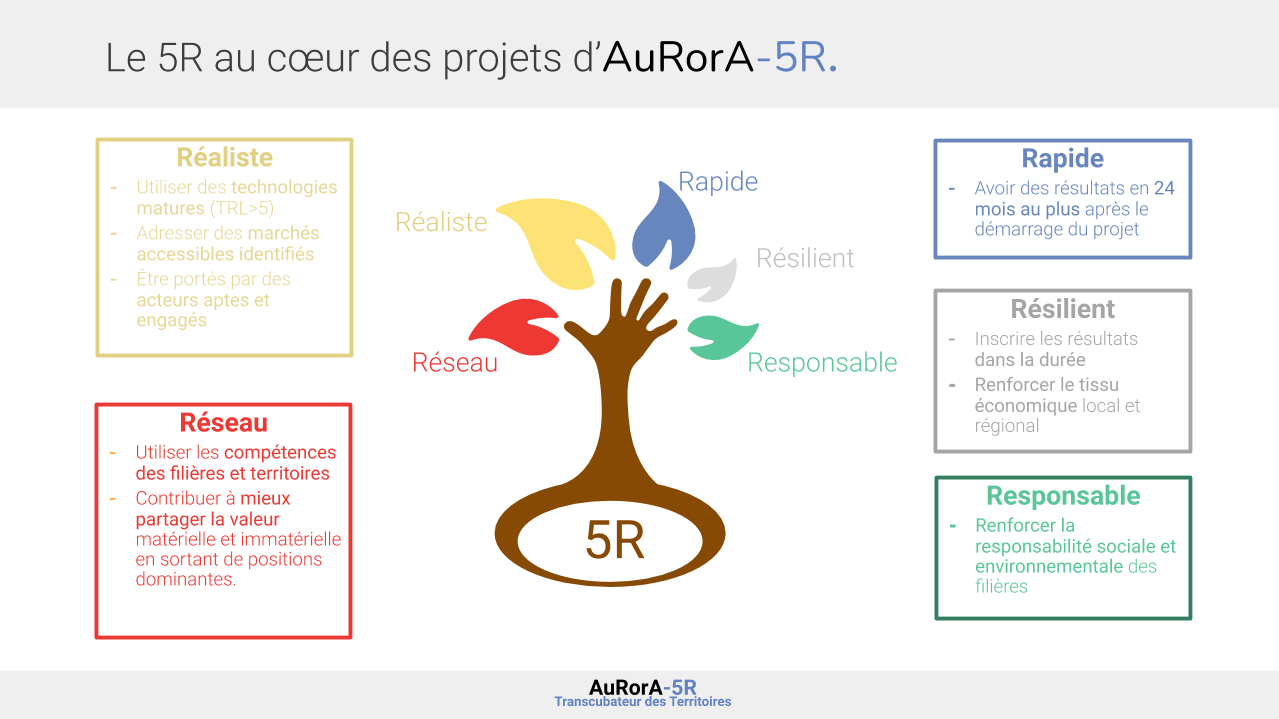 Le 5R au cœur des projets d’AuRorA-5R.
Réaliste
- Utiliser des technologies
matures (TRL>5)
- Adresser des marchés
accessibles identifiés
- Être portés par des
acteurs aptes et
engagés
Réseau
- Utiliser les compétences
des filières et territoires
- Contribuer à mieux
partager la valeur
matérielle et immatérielle
en sortant de positions
dominantes.
Rapide
Réaliste
Résilient
Réseau
Responsable
5R
Rapide
- Avoir des résultats en 24
mois au plus après le
démarrage du projet
Résilient
- Inscrire les résultats
dans la durée
- Renforcer le tissu
économique local et
régional
Responsable
- Renforcer la
responsabilité sociale et
environnementale des
filières
AuRorA-5R
Transcubateur des Territoires